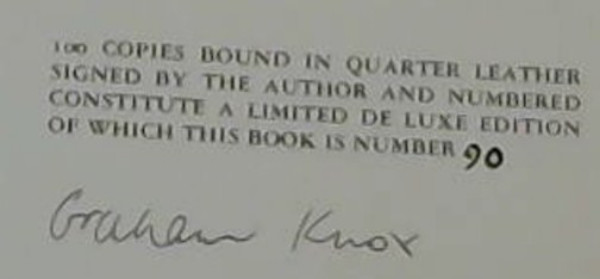 100 COPIES BOUND IN QUARTER LEATHER
SIGNED BY THE AUTHOR AND NUMBERED
CONSTITUTE A LIMITED DE LUXE EDITION
OF WHICH THIS BOOK IS NUMBER 90
Graham Knox